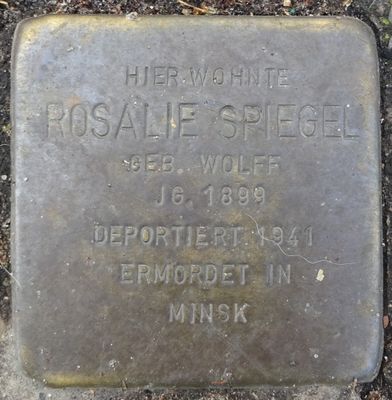 HIER WOHNTE
ROSALIE SPIEGEL
GEB. WOLFF
JG. 1899
DEPORTIERT 1941
ERMORDET IN
MINSK